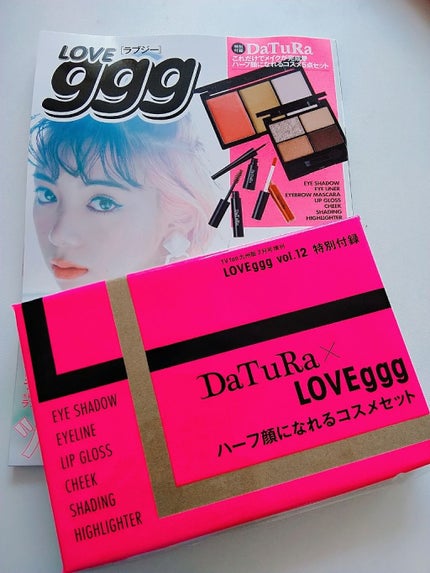 LOVE
[ラブジー]
ggg
特別
付録
DaTuRa
これだけでメイクが完成♥
ハーフ顔になれるコスメ5点セット
EYE SHADOW
EYE LINER
EYEBROW MASCARA
LIP GLOSS
CHEEK
SHADING
HIGHLIGHTER
LOVEggg vol.12 特別付録
DaTuRa×
LOVEggg
ハーフ顔になれるコスメセット
EYE SHADOW
EYELINE
LIP GLOSS
CHEEK
SHADING
HIGHLIGHTER